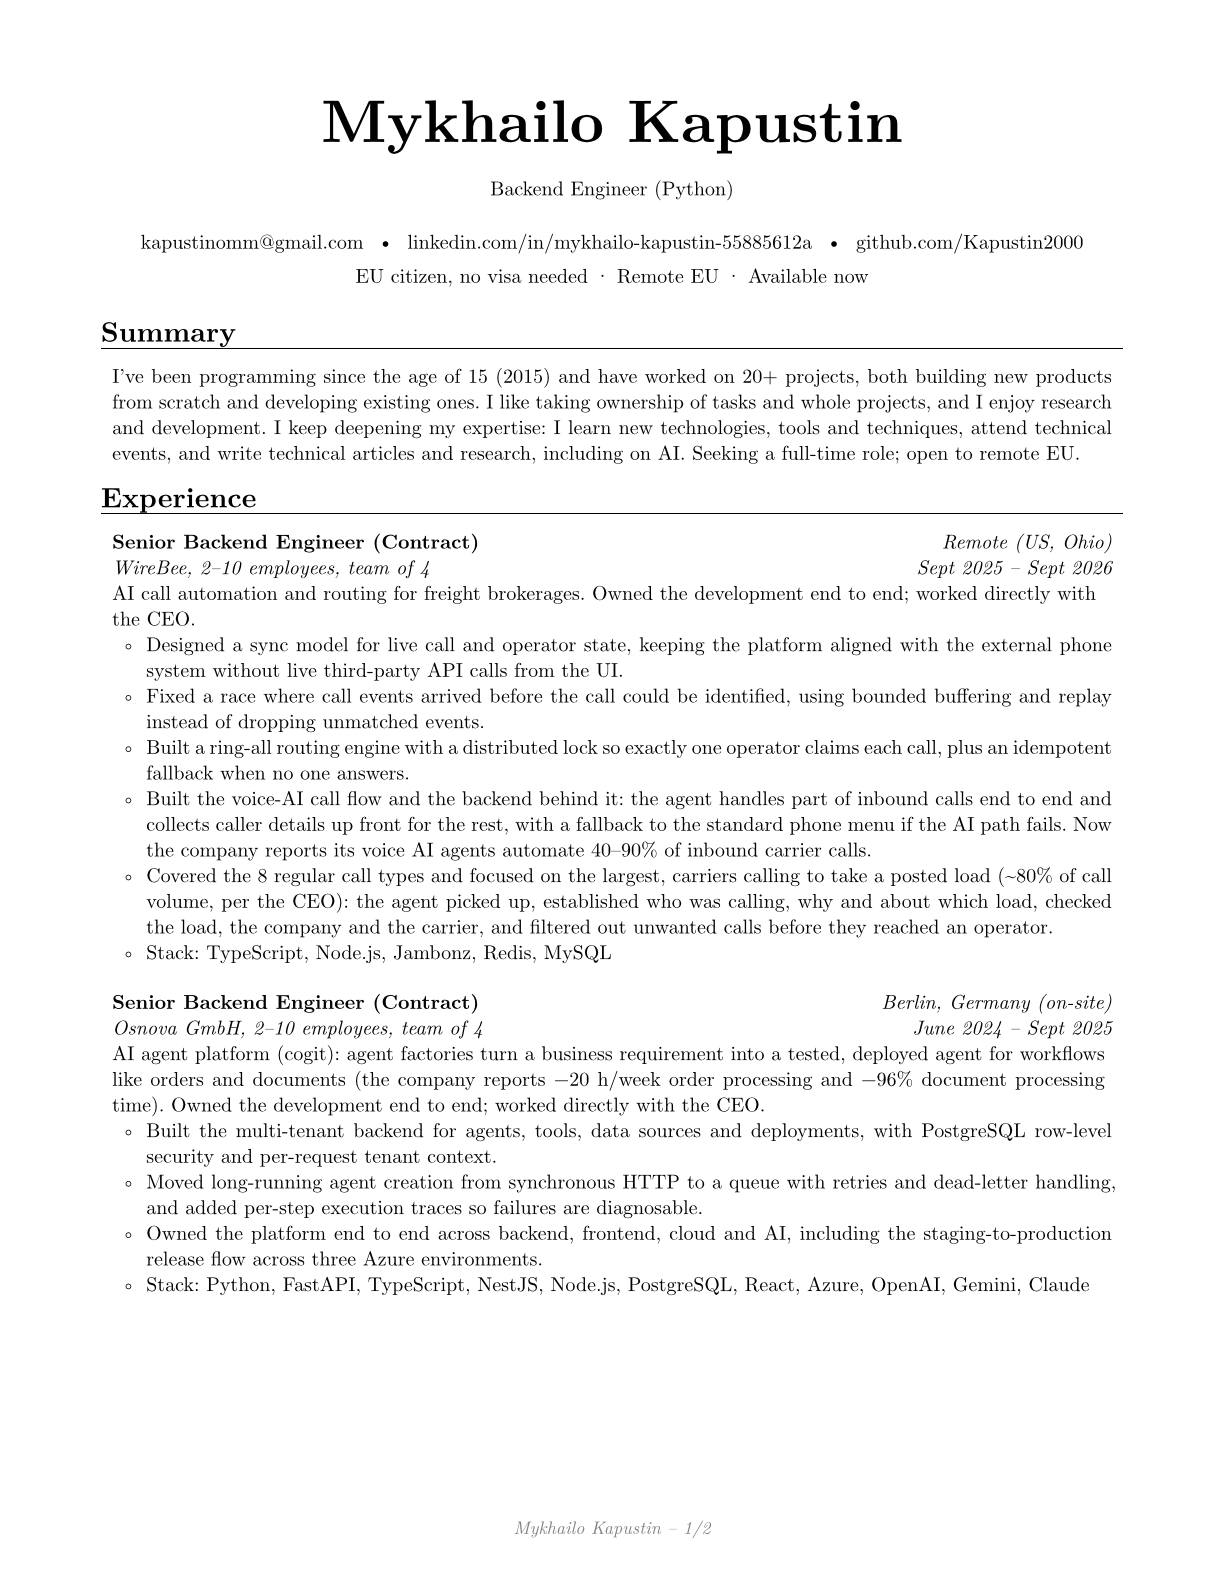 Mykhailo Kapustin
Backend Engineer (Python)
kapustinomm@gmail.com • linkedin.com/in/mykhailo-kapustin-55885612a • github.com/Kapustin2000
EU citizen, no visa needed · Remote EU · Available now
Summary
I've been programming since the age of 15 (2015) and have worked on 20+ projects, both building new products
from scratch and developing existing ones. I like taking ownership of tasks and whole projects, and I enjoy research
and development. I keep deepening my expertise: I learn new technologies, tools and techniques, attend technical
events, and write technical articles and research, including on AI. Seeking a full-time role; open to remote EU.
Experience
Senior Backend Engineer (Contract) Remote (US, Ohio)
WireBee, 2–10 employees, team of 4 Sept 2025 – Sept 2026
AI call automation and routing for freight brokerages. Owned the development end to end; worked directly with
the CEO.
◦ Designed a sync model for live call and operator state, keeping the platform aligned with the external phone
system without live third-party API calls from the UI.
◦ Fixed a race where call events arrived before the call could be identified, using bounded buffering and replay
instead of dropping unmatched events.
◦ Built a ring-all routing engine with a distributed lock so exactly one operator claims each call, plus an idempotent
fallback when no one answers.
◦ Built the voice-AI call flow and the backend behind it: the agent handles part of inbound calls end to end and
collects caller details up front for the rest, with a fallback to the standard phone menu if the AI path fails. Now
the company reports its voice AI agents automate 40–90% of inbound carrier calls.
◦ Covered the 8 regular call types and focused on the largest, carriers calling to take a posted load (~80% of call
volume, per the CEO): the agent picked up, established who was calling, why and about which load, checked
the load, the company and the carrier, and filtered out unwanted calls before they reached an operator.
◦ Stack: TypeScript, Node.js, Jambonz, Redis, MySQL
Senior Backend Engineer (Contract) Berlin, Germany (on-site)
Osnova GmbH, 2–10 employees, team of 4 June 2024 – Sept 2025
AI agent platform (cogit): agent factories turn a business requirement into a tested, deployed agent for workflows
like orders and documents (the company reports −20 h/week order processing and −96% document processing
time). Owned the development end to end; worked directly with the CEO.
◦ Built the multi-tenant backend for agents, tools, data sources and deployments, with PostgreSQL row-level
security and per-request tenant context.
◦ Moved long-running agent creation from synchronous HTTP to a queue with retries and dead-letter handling,
and added per-step execution traces so failures are diagnosable.
◦ Owned the platform end to end across backend, frontend, cloud and AI, including the staging-to-production
release flow across three Azure environments.
◦ Stack: Python, FastAPI, TypeScript, NestJS, Node.js, PostgreSQL, React, Azure, OpenAI, Gemini, Claude
Mykhailo Kapustin – 1/2